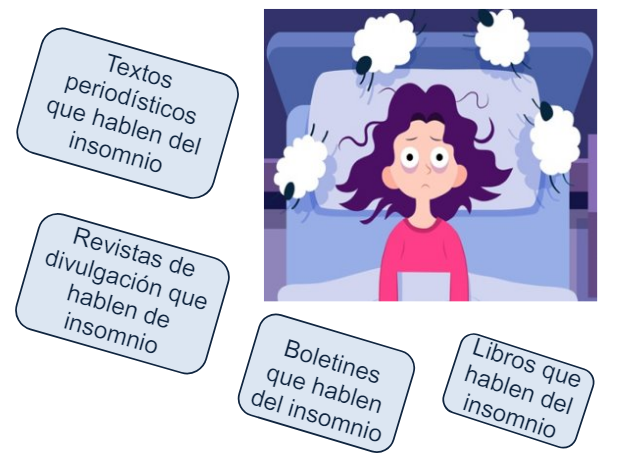 Textos
periodísticos
que hablen del
insomnio
Revistas de
divulgación que
hablen de
insomnio
Boletines
que hablen
del insomnio
Libros que
hablen del
insomnio